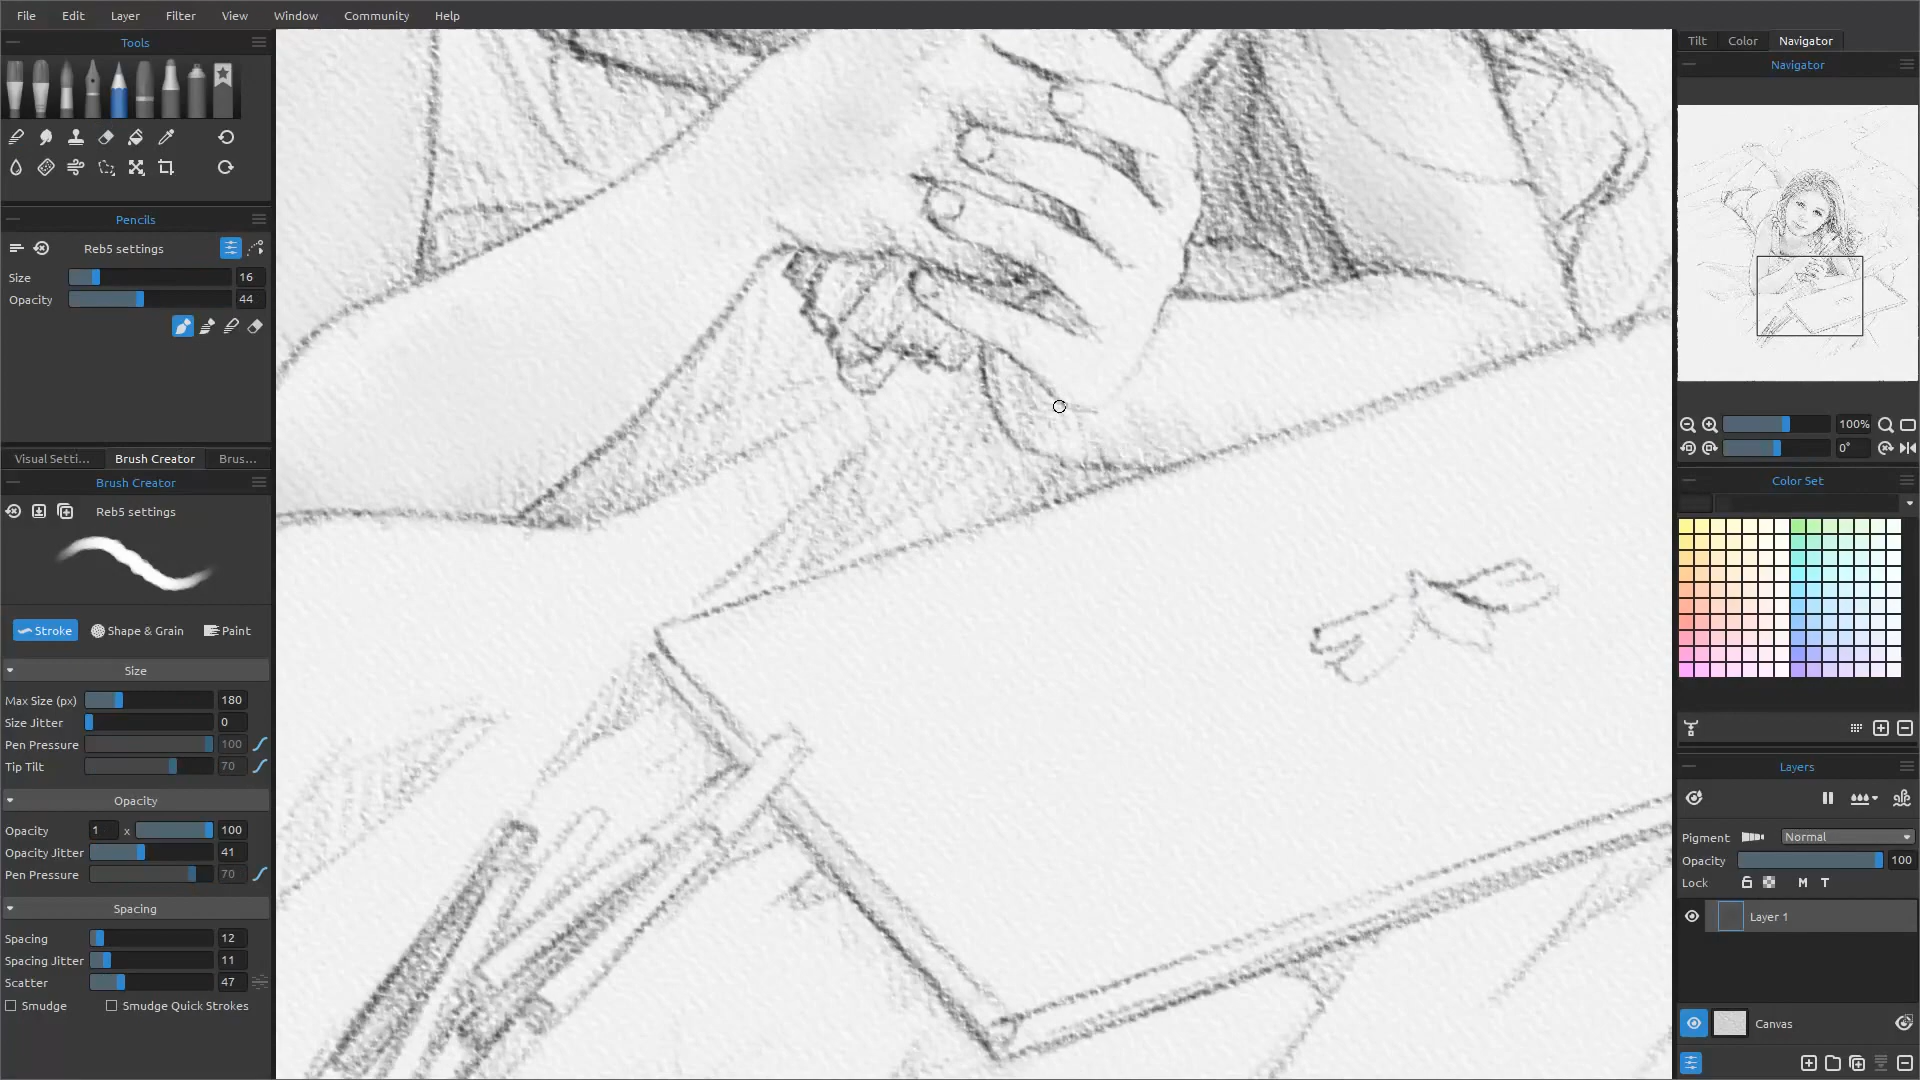 File Edit Layer Filter View Window Community Help
Tools
Pencils
Reb5 settings
Size 16
Opacity 44
Visual Setti... Brush Creator Brus...
Brush Creator
Reb5 settings
Stroke Shape & Grain Paint
Size
Max Size (px) 180
Size Jitter 0
Pen Pressure 100
Tip Tilt 70
Opacity
Opacity 1 x 100
Opacity Jitter 41
Pen Pressure 70
Spacing
Spacing 12
Spacing Jitter 11
Scatter 47
Smudge Smudge Quick Strokes
Tilt Color Navigator
Navigator
100%
0°
Color Set
Layers
Pigment Normal
Opacity 100
Lock M T
Layer 1
Canvas